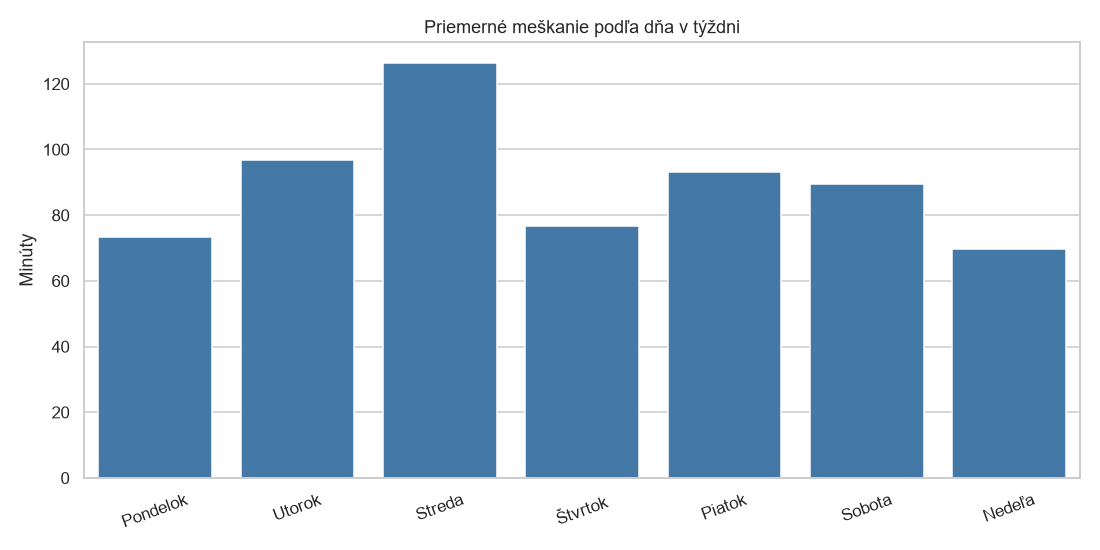 Priemerné meškanie podľa dňa v týždni
Minúty
120
100
80
60
40
20
0
Pondelok
Utorok
Streda
Štvrtok
Piatok
Sobota
Nedeľa